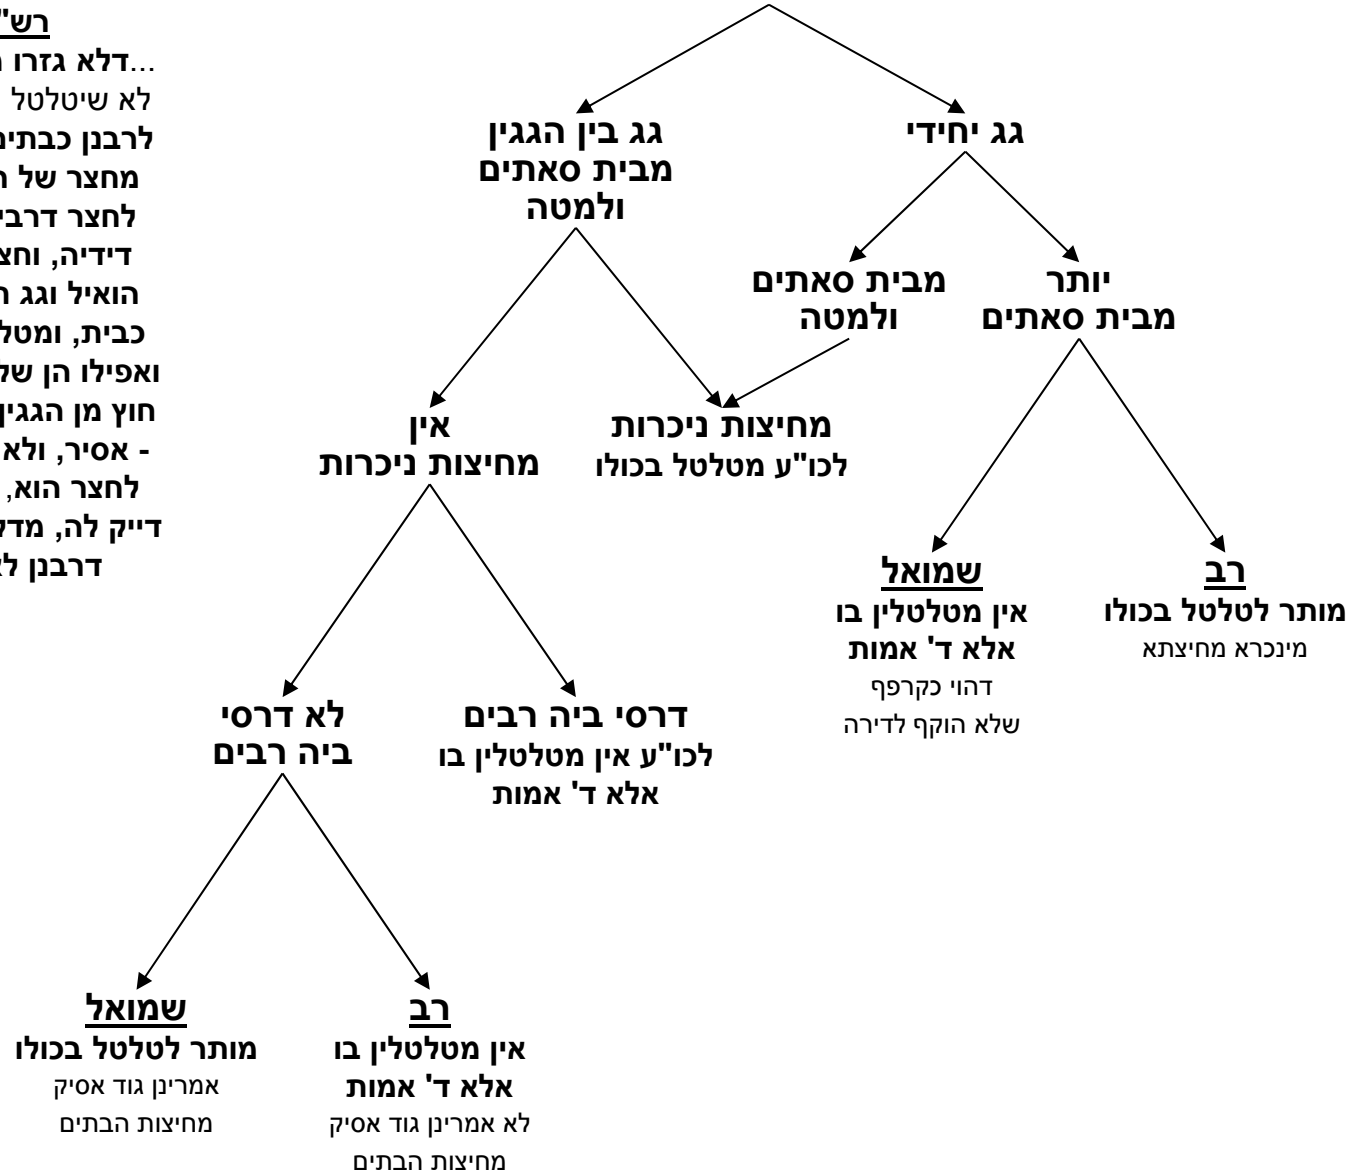 רש"
...דלא גזרו
לא שיטלטל
לרבנן כבתים
מחצר של
לחצר דרבי
דידיה, וחצ
הואיל וגג
כבית, ומטל
ואפילו הן של
חוץ מן הגגין
- אסיר, ולא
לחצר הוא,
דייק לה,
דרבנן
גג יחידי
גג בין הגגין
מבית סאתים
ולמטה
יותר
מבית סאתים
מבית סאתים
ולמטה
מחיצות ניכרות
לכו"ע מטלטל בכולו
אין
מחיצות ניכרות
רב
מותר לטלטל בכולו
מינכרא מחיצתא
שמואל
אין מטלטלין בו
אלא ד' אמות
דהוי כקרפף
שלא הוקף לדירה
דרסי ביה רבים
לכו"ע אין מטלטלין בו
אלא ד' אמות
לא דרסי
ביה רבים
רב
אין מטלטלין בו
אלא ד' אמות
לא אמרינן גוד אסיק
מחיצות הבתים
שמואל
מותר לטלטל בכולו
אמרינן גוד אסיק
מחיצות הבתים